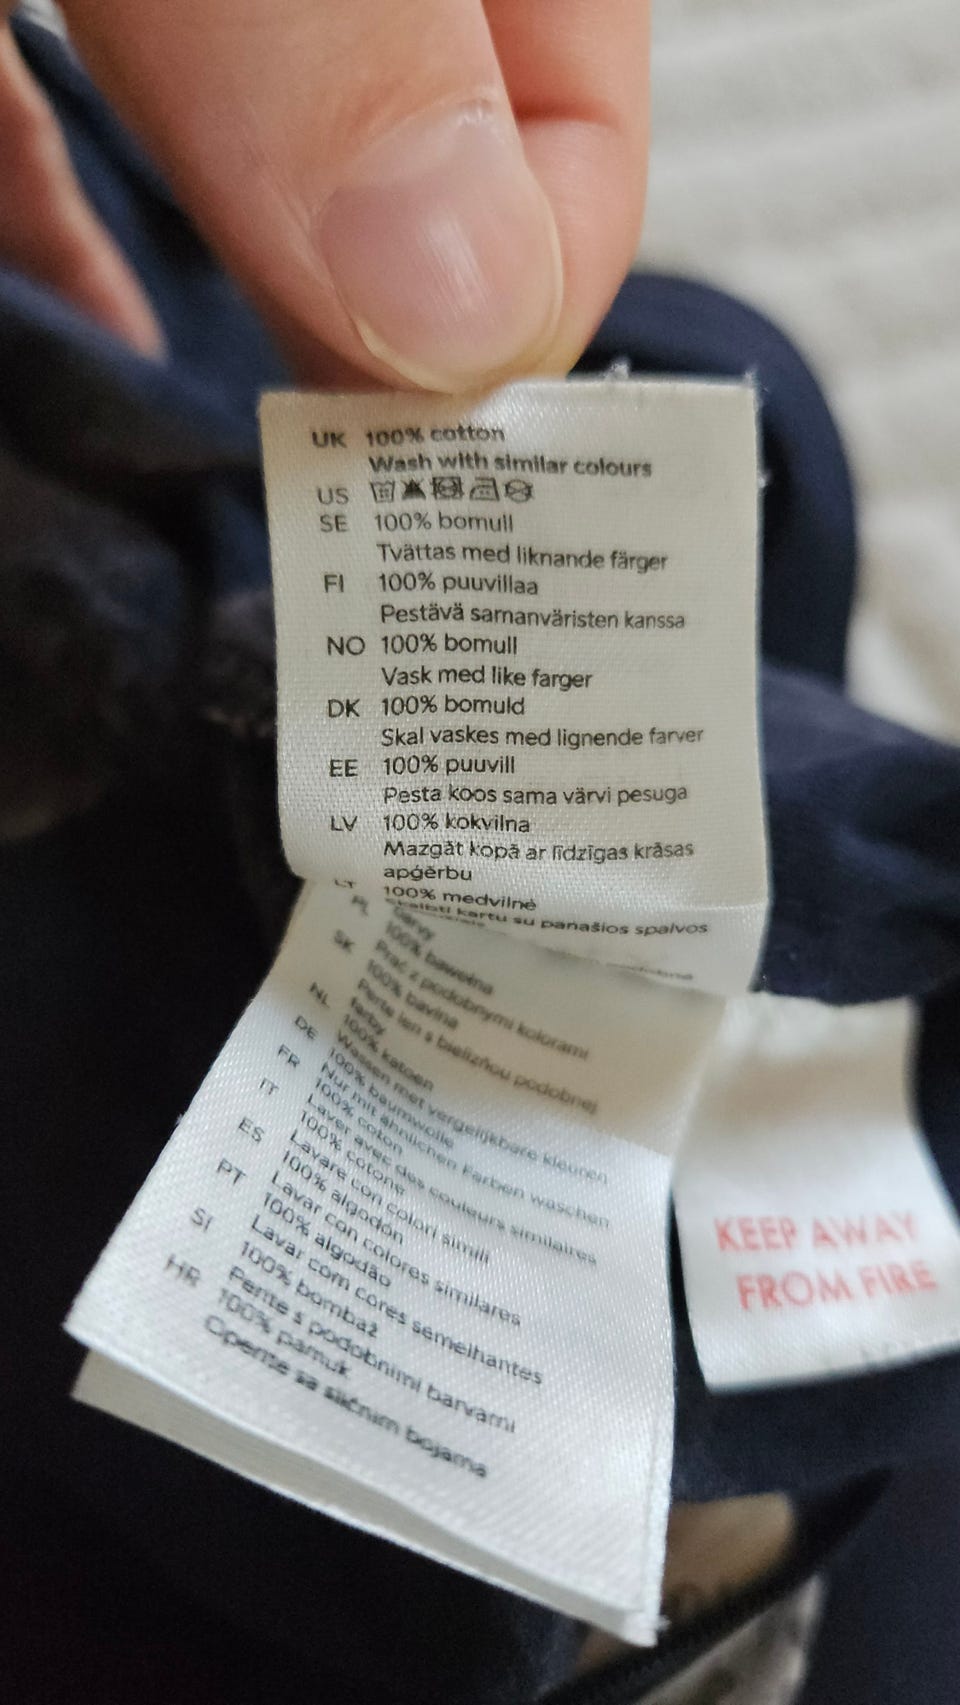 UK 100% cotton
Wash with similar colours
US
SE 100% bomull
Tvättas med liknande färger
FI 100% puuvillaa
Pestävä samanväristen kanssa
NO 100% bomull
Vask med like farger
DK 100% bomuld
Skal vaskes med lignende farver
EE 100% puuvill
Pesta koos sama värvi pesuga
LV 100% kokvilna
Mazgāt kopā ar līdzīgas krāsas
apģērbu
LT 100% medvilnė
Skalbti kartu su panašios spalvos
barvy
PL 100% bawełna
Prać z podobnymi kolorami
SK 100% bavlna
Perte len s bielizňou podobnej
farby
NL 100% katoen
Wassen met vergelijkbare kleuren
DE 100% baumwolle
Nur mit ähnlichen Farben waschen
FR 100% coton
Laver avec des couleurs similaires
IT 100% cotone
Lavare con colori simili
ES 100% algodón
Lavar con colores similares
PT 100% algodão
Lavar com cores semelhantes
SI 100% bombaž
Perite s podobnimi barvami
HR 100% pamuk
Operite sa sličnim bojama
KEEP AWAY
FROM FIRE